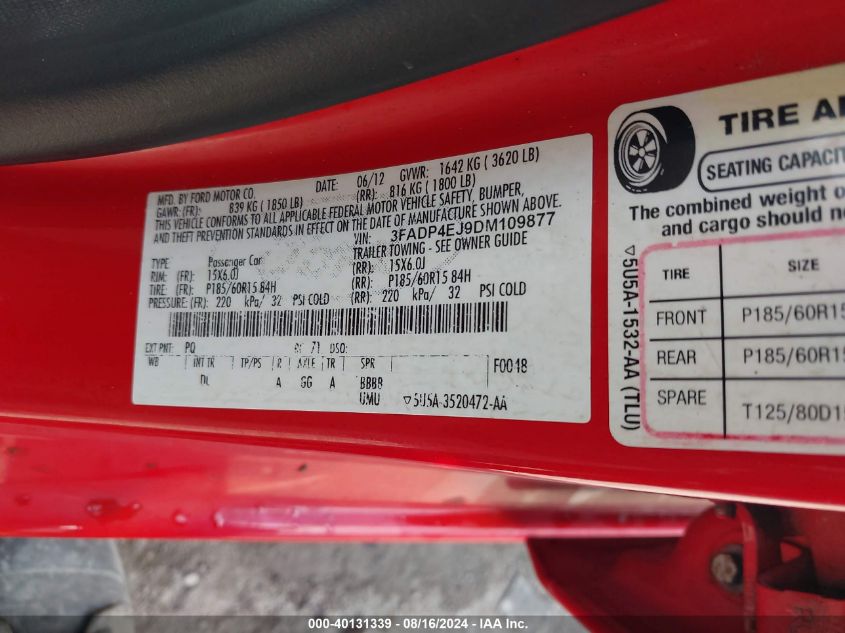 MFD. BY FORD MOTOR CO.
DATE: 06/12 GVWR: 1642 KG ( 3620 LB)
GAWR: (FR): 839 KG ( 1850 LB) (RR): 816 KG ( 1800 LB)
THIS VEHICLE CONFORMS TO ALL APPLICABLE FEDERAL MOTOR VEHICLE SAFETY, BUMPER,
AND THEFT PREVENTION STANDARDS IN EFFECT ON THE DATE OF MANUFACTURE SHOWN ABOVE.
VIN: 3FADP4EJ9DM109877
TYPE: Passenger Car TRAILER TOWING - SEE OWNER GUIDE
RIM: (FR): 15X6.0J (RR): 15X6.0J
TIRE: (FR): P185/60R15 84H (RR): P185/60R15 84H
PRESSURE: (FR): 220 kPa/ 32 PSI COLD (RR): 220 kPa/ 32 PSI COLD
EXT PNT: PQ 71 DSO:
WB INT TR TP/PS R AXLE TR SPR F0018
DL A GG A BBBB
UMU ▽5U5A-3520472-AA
TIRE A
SEATING CAPACIT
The combined weight o
and cargo should
TIRE SIZE
FRONT P185/60R15
REAR P185/60R15
SPARE T125/80D1
▽5U5A-1532-AA (TLU)
000-40131339 - 08/16/2024 - IAA Inc.